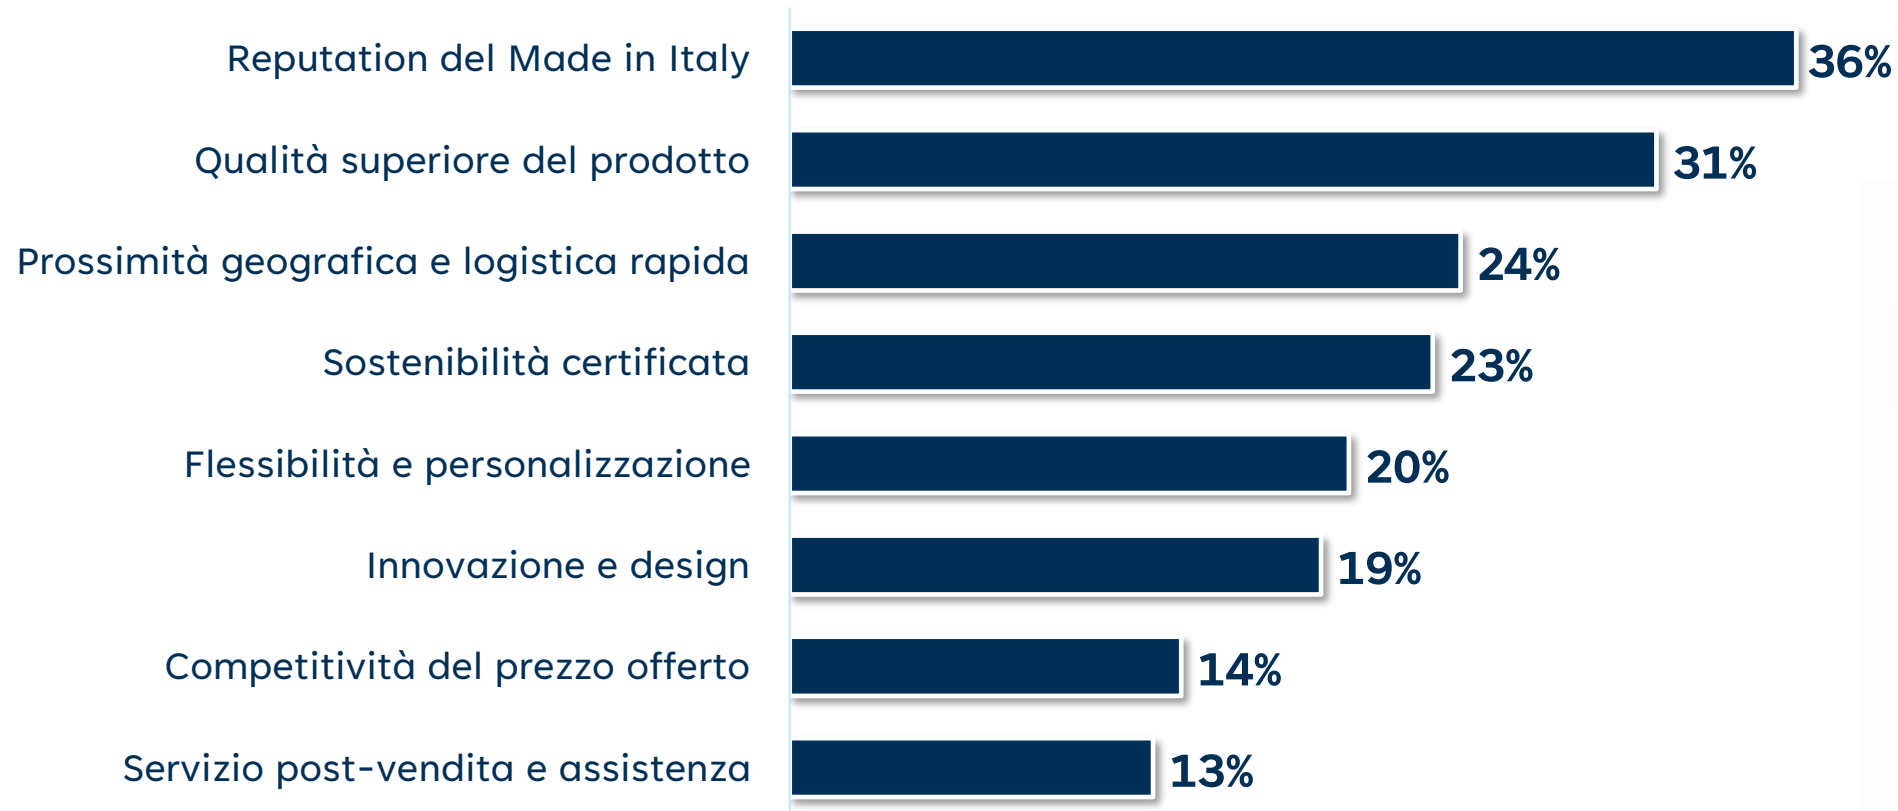 Reputation del Made in Italy 36%
Qualità superiore del prodotto 31%
Prossimità geografica e logistica rapida 24%
Sostenibilità certificata 23%
Flessibilità e personalizzazione 20%
Innovazione e design 19%
Competitività del prezzo offerto 14%
Servizio post-vendita e assistenza 13%